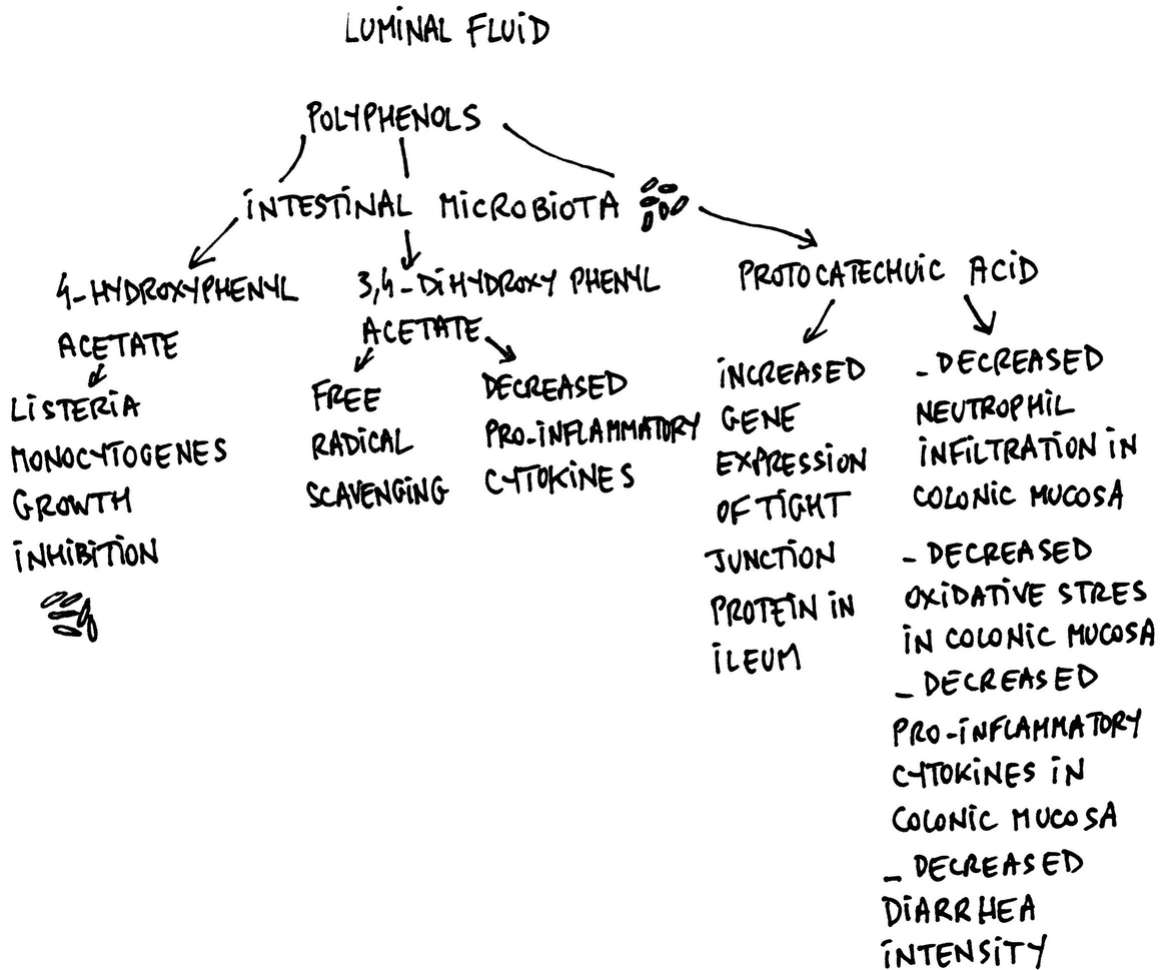 LUMINAL FLUID
POLYPHENOLS
INTESTINAL MICROBIOTA
4-HYDROXYPHENYL
ACETATE
LISTERIA
MONOCYTOGENES
GROWTH
INHIBITION
3,4-DIHYDROXY PHENYL
ACETATE
FREE
RADICAL
SCAVENGING
DECREASED
PRO-INFLAMMATORY
CYTOKINES
PROTOCATECHUIC ACID
INCREASED
GENE
EXPRESSION
OF TIGHT
JUNCTION
PROTEIN IN
ILEUM
- DECREASED
NEUTROPHIL
INFILTRATION IN
COLONIC MUCOSA
- DECREASED
OXIDATIVE STRES
IN COLONIC MUCOSA
- DECREASED
PRO-INFLAMMATORY
CYTOKINES IN
COLONIC MUCOSA
- DECREASED
DIARRHEA
INTENSITY